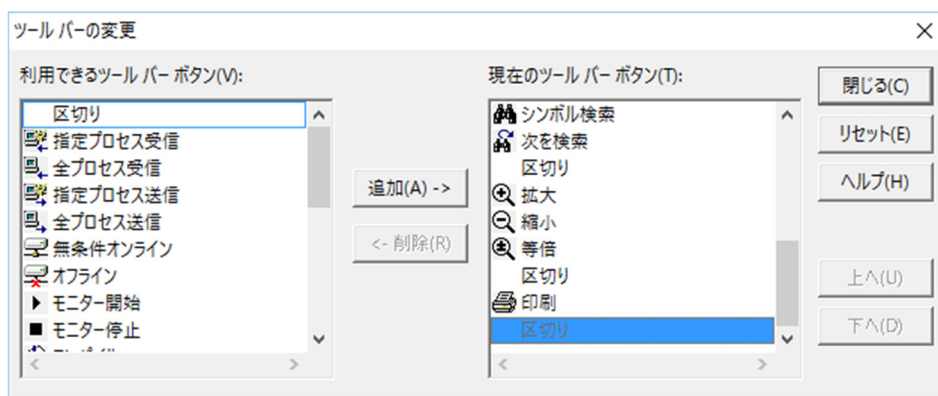 ツール バーの変更
利用できるツール バー ボタン(V):
区切り
指定プロセス受信
全プロセス受信
指定プロセス送信
全プロセス送信
無条件オンライン
オフライン
モニター開始
モニター停止
追加(A) ->
<- 削除(R)
現在のツール バー ボタン(T):
シンボル検索
次を検索
区切り
拡大
縮小
等倍
区切り
印刷
区切り
閉じる(C)
リセット(E)
ヘルプ(H)
上へ(U)
下へ(D)